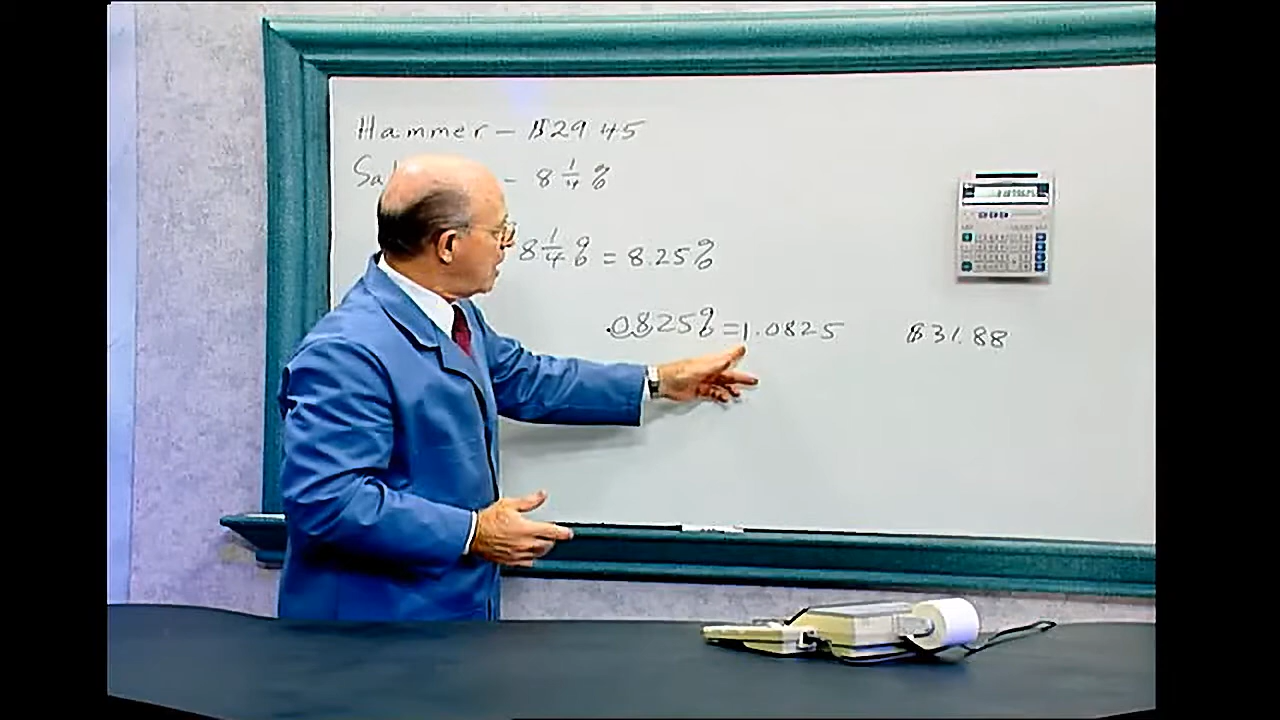 Hammer - $29.45
- 8 1/4 %
8 1/4 % = 8.25%
.0825% = 1.0825 $31.88